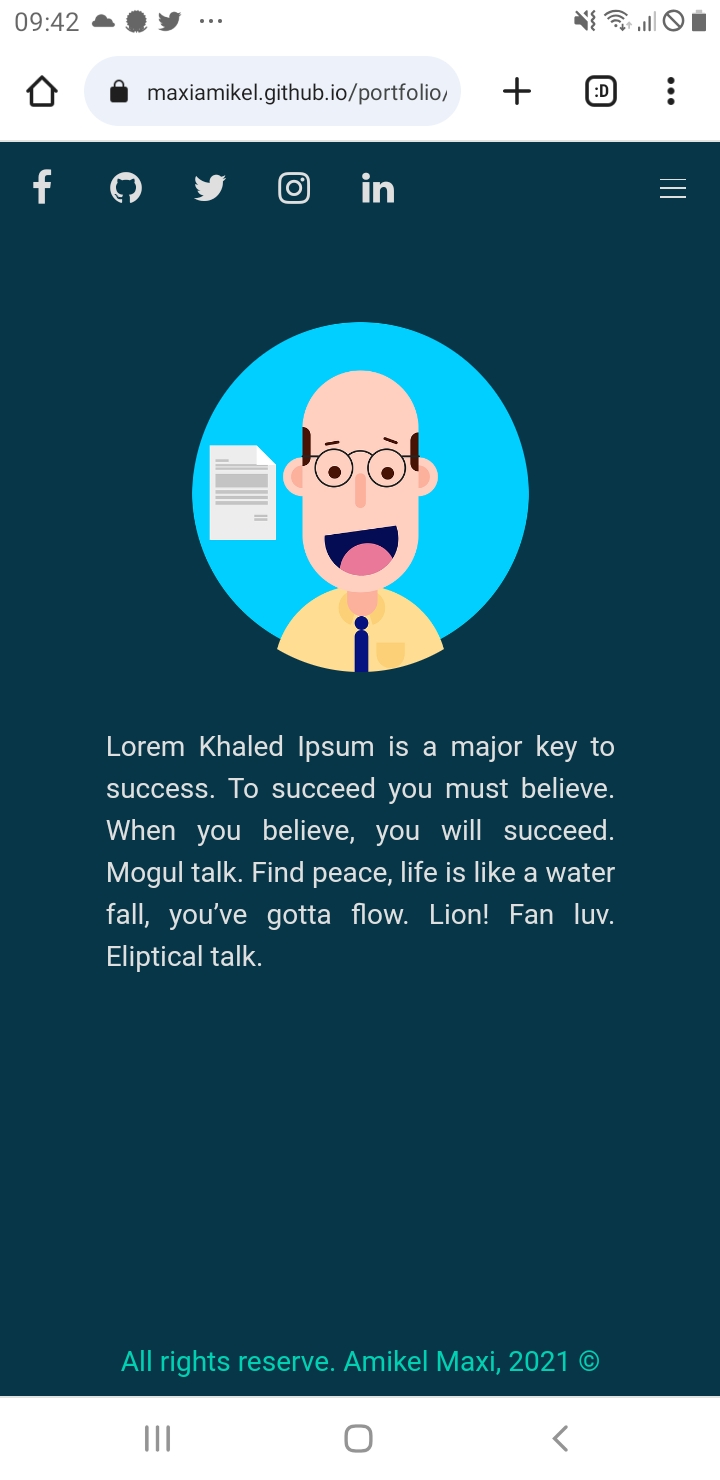 09:42
maxiamikel.github.io/portfolio/
:D
Lorem Khaled Ipsum is a major key to
success. To succeed you must believe.
When you believe, you will succeed.
Mogul talk. Find peace, life is like a water
fall, you’ve gotta flow. Lion! Fan luv.
Eliptical talk.
All rights reserve. Amikel Maxi, 2021 ©